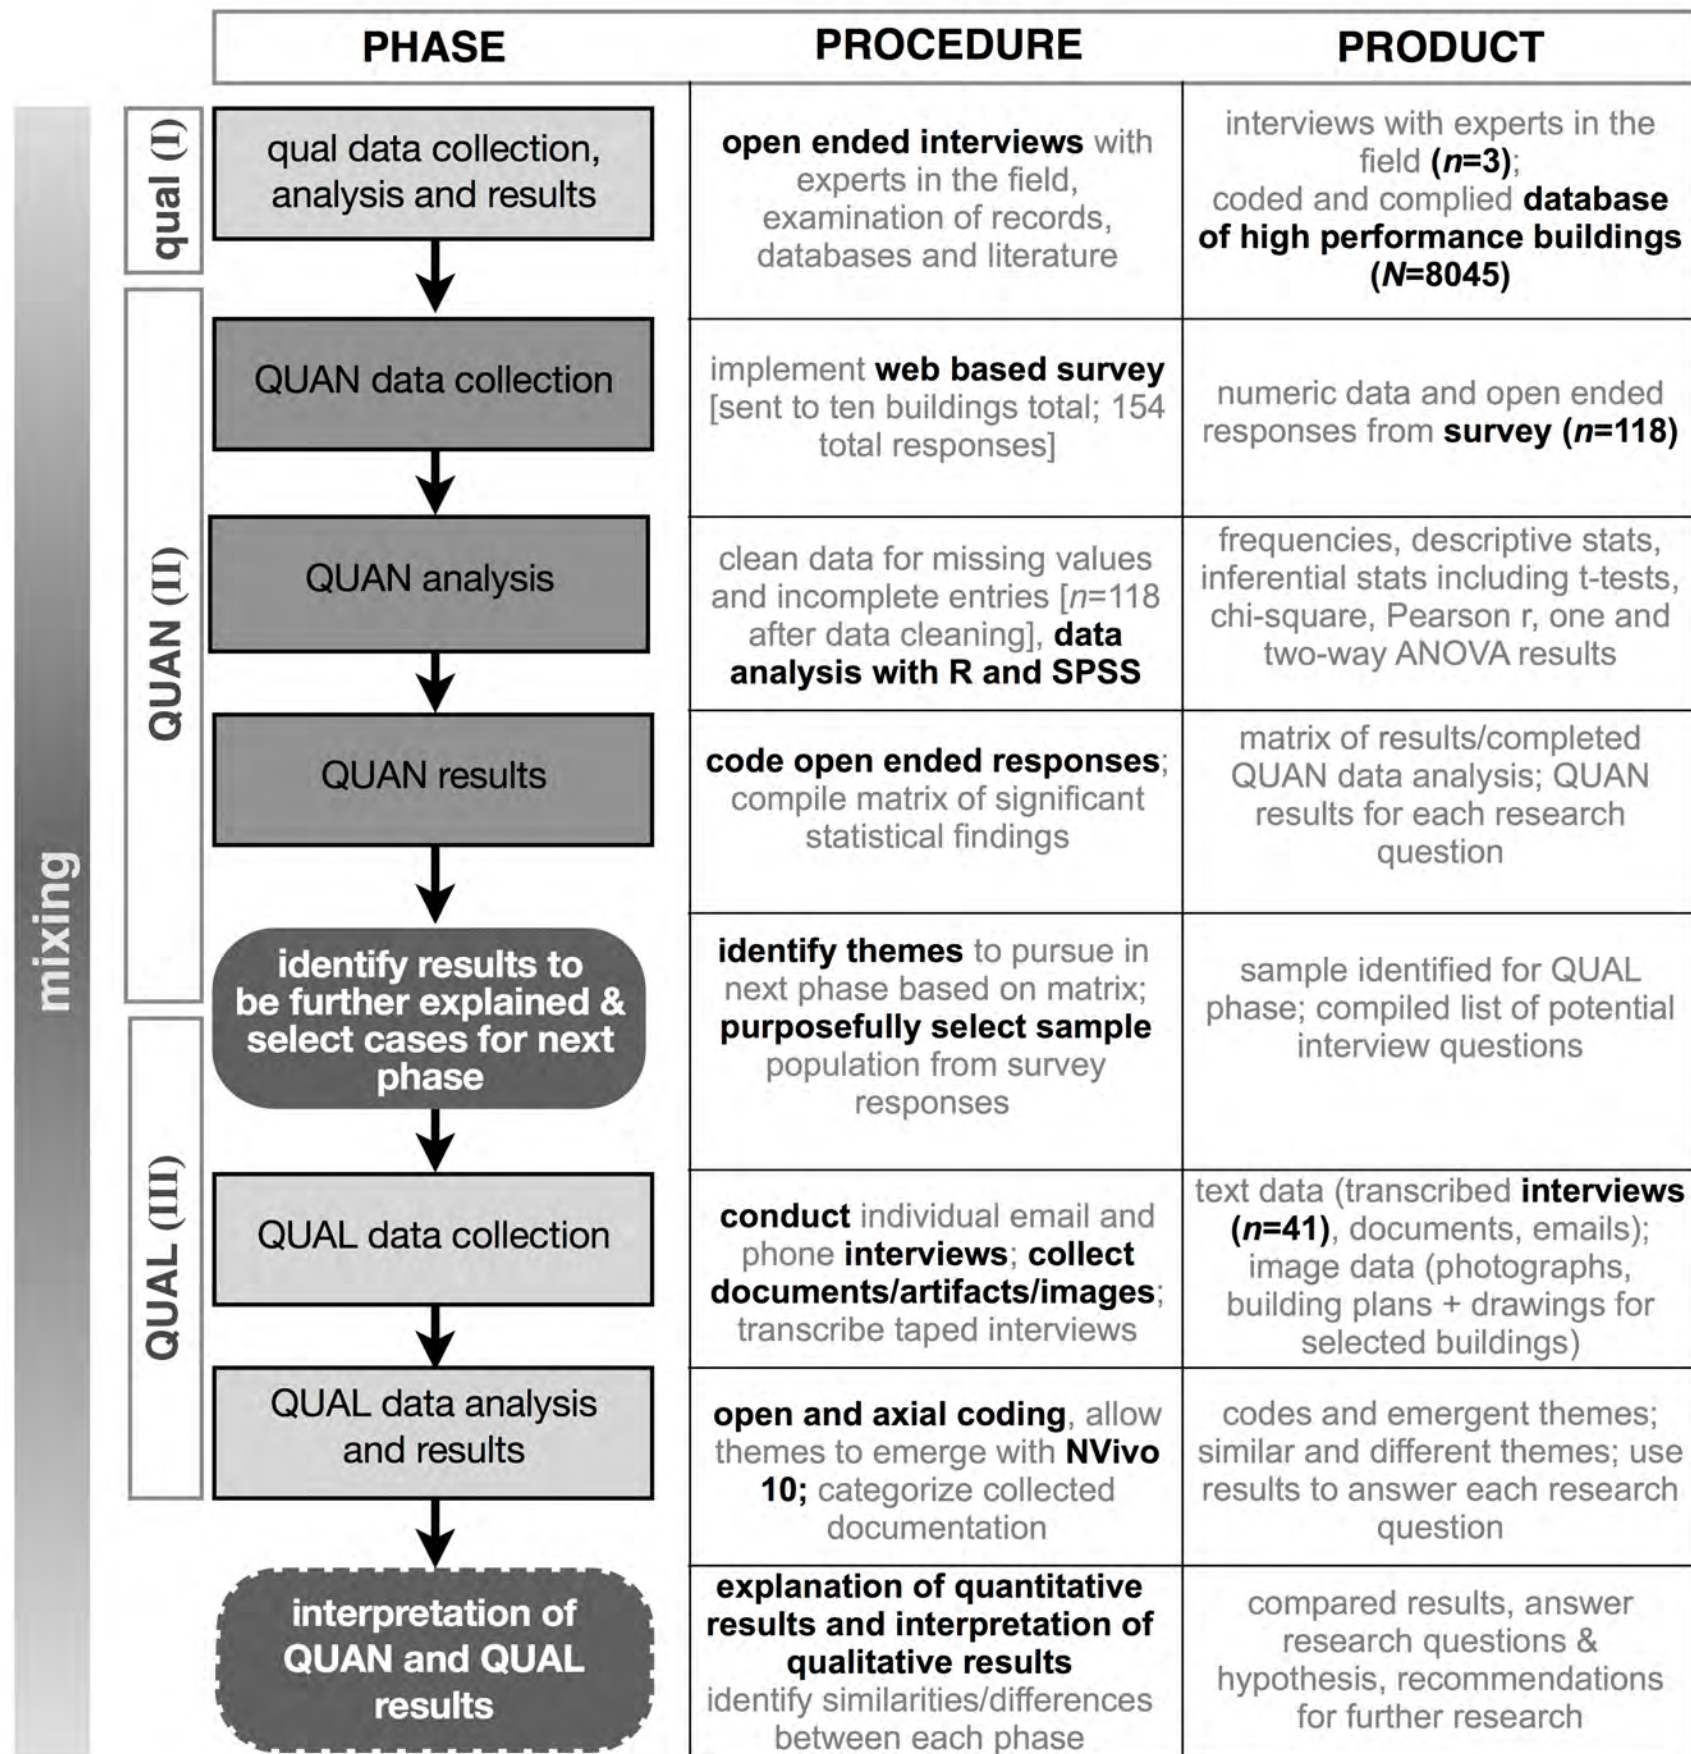 PHASE
PROCEDURE
PRODUCT
mixing
qual (I)
qual data collection,
analysis and results
open ended interviews with
experts in the field,
examination of records,
databases and literature
interviews with experts in the
field (n=3);
coded and complied database
of high performance buildings
(N=8045)
QUAN (II)
QUAN data collection
implement web based survey
[sent to ten buildings total; 154
total responses]
numeric data and open ended
responses from survey (n=118)
QUAN analysis
clean data for missing values
and incomplete entries [n=118
after data cleaning], data
analysis with R and SPSS
frequencies, descriptive stats,
inferential stats including t-tests,
chi-square, Pearson r, one and
two-way ANOVA results
QUAN results
code open ended responses;
compile matrix of significant
statistical findings
matrix of results/completed
QUAN data analysis; QUAN
results for each research
question
identify results to
be further explained &
select cases for next
phase
identify themes to pursue in
next phase based on matrix;
purposefully select sample
population from survey
responses
sample identified for QUAL
phase; compiled list of potential
interview questions
QUAL (III)
QUAL data collection
conduct individual email and
phone interviews; collect
documents/artifacts/images;
transcribe taped interviews
text data (transcribed interviews
(n=41), documents, emails);
image data (photographs,
building plans + drawings for
selected buildings)
QUAL data analysis
and results
open and axial coding, allow
themes to emerge with NVivo
10; categorize collected
documentation
codes and emergent themes;
similar and different themes; use
results to answer each research
question
interpretation of
QUAN and QUAL
results
explanation of quantitative
results and interpretation of
qualitative results
identify similarities/differences
between each phase
compared results, answer
research questions &
hypothesis, recommendations
for further research